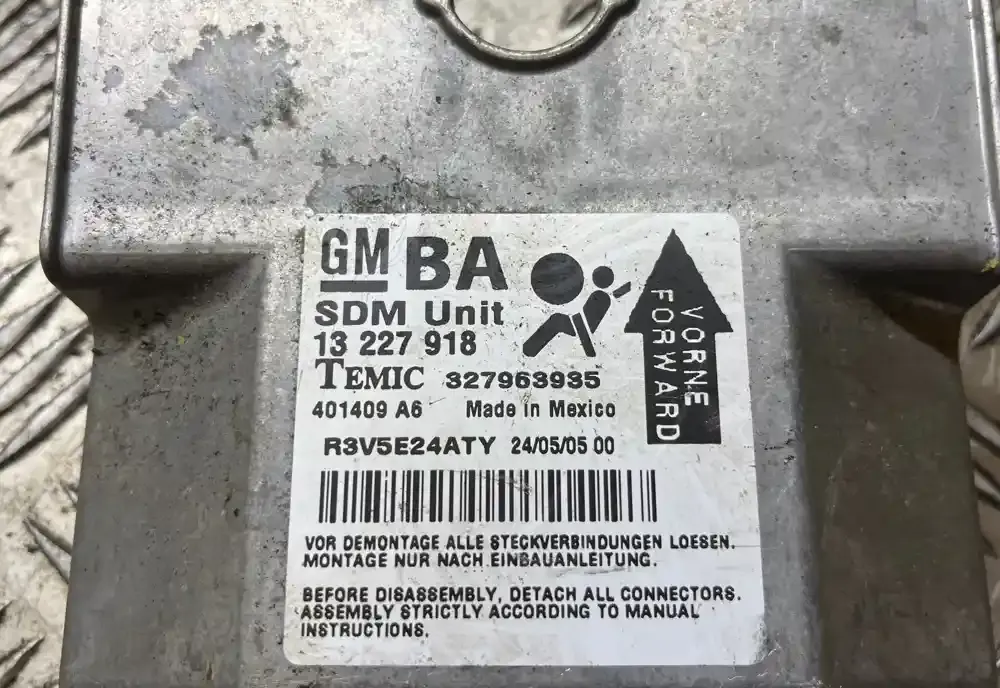 GM BA
SDM Unit
13 227 918
TEMIC 327963935
401409 A6 Made in Mexico
R3V5E24ATY 24/05/05 00
VORNE
FORWARD
VOR DEMONTAGE ALLE STECKVERBINDUNGEN LOESEN.
MONTAGE NUR NACH EINBAUANLEITUNG.
BEFORE DISASSEMBLY, DETACH ALL CONNECTORS.
ASSEMBLY STRICTLY ACCORDING TO MANUAL
INSTRUCTIONS.